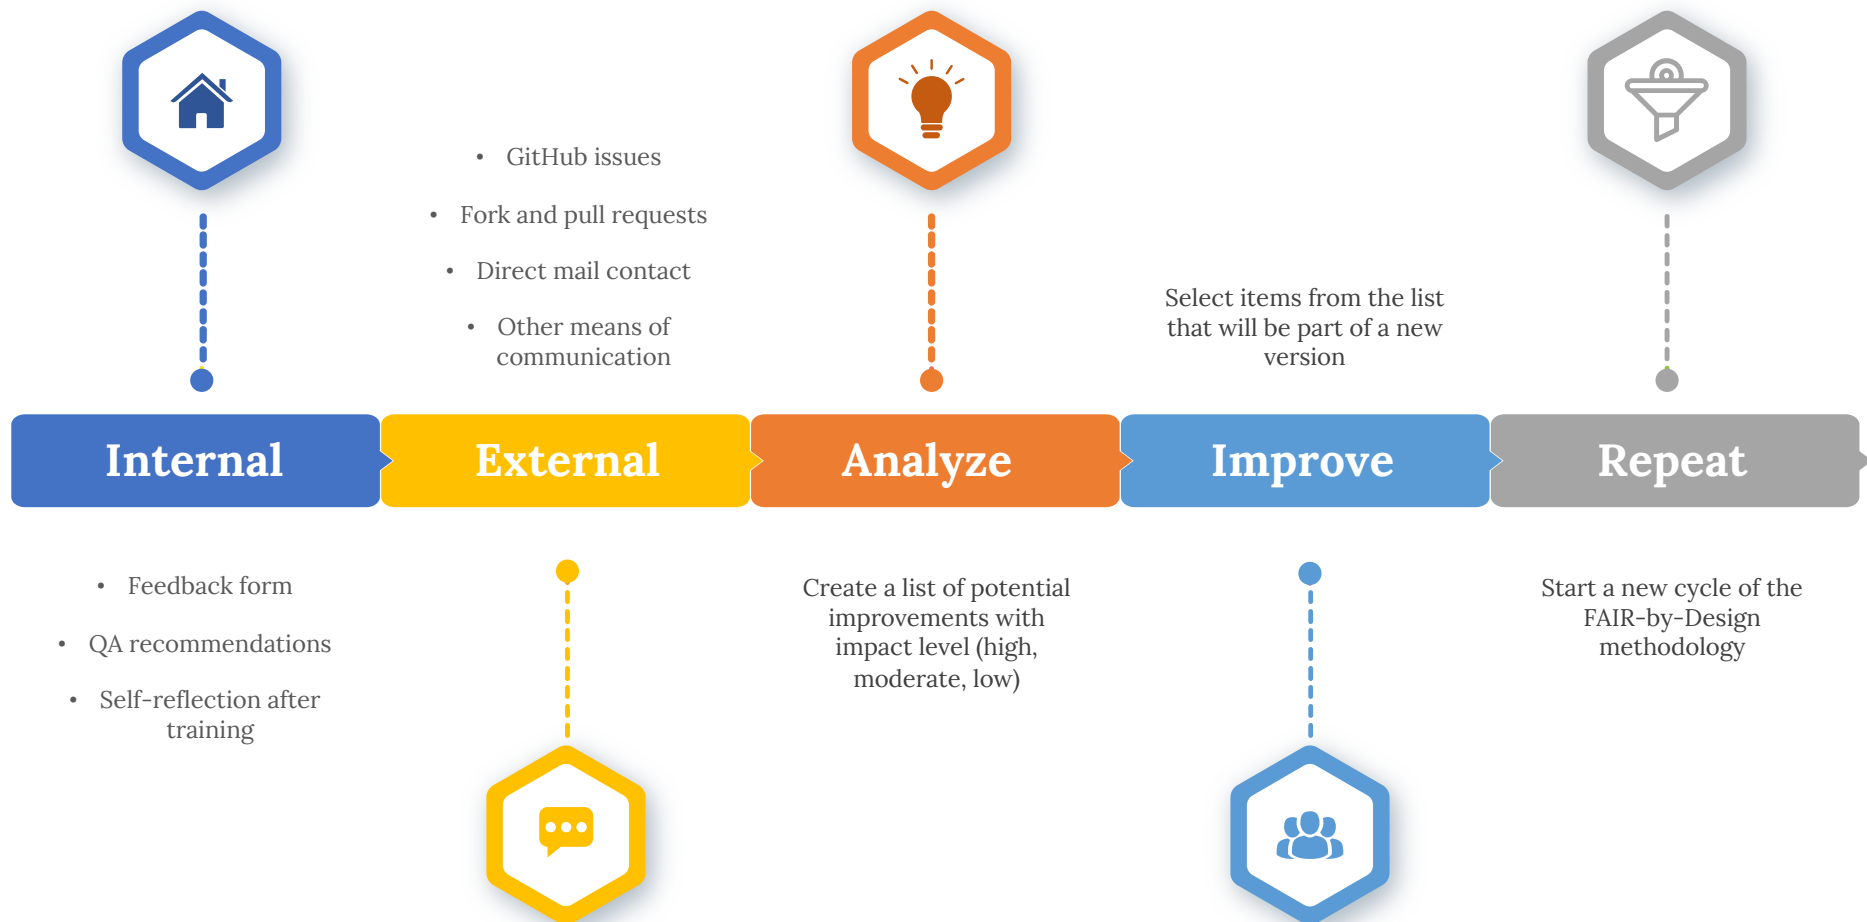 • GitHub issues
• Fork and pull requests
• Direct mail contact
• Other means of
communication
Select items from the list
that will be part of a new
version
Internal
External
Analyze
Improve
Repeat
• Feedback form
• QA recommendations
• Self-reflection after
training
Create a list of potential
improvements with
impact level (high,
moderate, low)
Start a new cycle of the
FAIR-by-Design
methodology